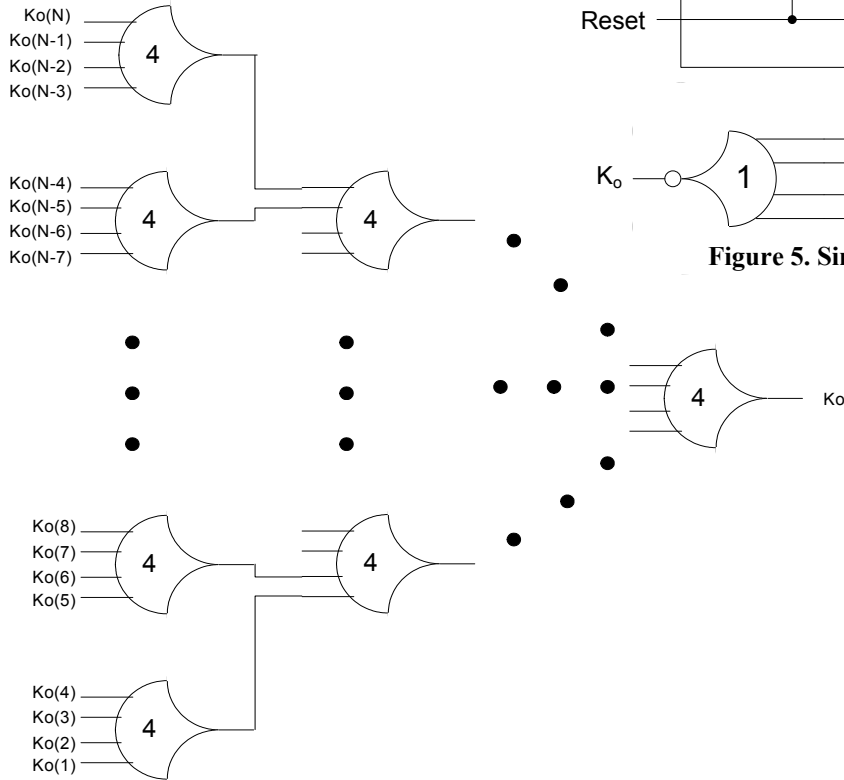 Ko(N)
Ko(N-1)
Ko(N-2)
Ko(N-3)
4
Ko(N-4)
Ko(N-5)
Ko(N-6)
Ko(N-7)
4
4
Reset
Ko
1
Figure 5. Sin
4
Ko
Ko(8)
Ko(7)
Ko(6)
Ko(5)
4
4
Ko(4)
Ko(3)
Ko(2)
Ko(1)
4